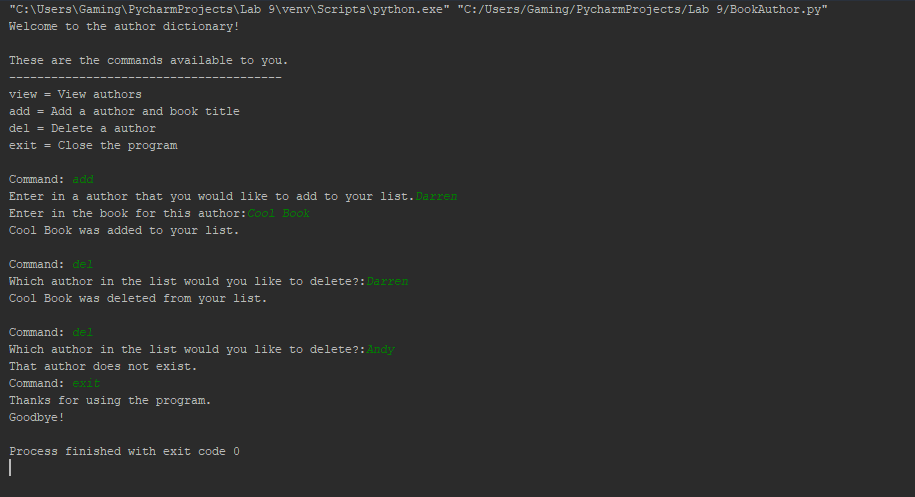 "C:\Users\Gaming\PycharmProjects\Lab 9\venv\Scripts\python.exe" "C:/Users/Gaming/PycharmProjects/Lab 9/BookAuthor.py"
Welcome to the author dictionary!
These are the commands available to you.
---------------------------------------
view = View authors
add = Add a author and book title
del = Delete a author
exit = Close the program
Command: add
Enter in a author that you would like to add to your list.Darren
Enter in the book for this author:Cool Book
Cool Book was added to your list.
Command: del
Which author in the list would you like to delete?:Darren
Cool Book was deleted from your list.
Command: del
Which author in the list would you like to delete?:Andy
That author does not exist.
Command: exit
Thanks for using the program.
Goodbye!
Process finished with exit code 0